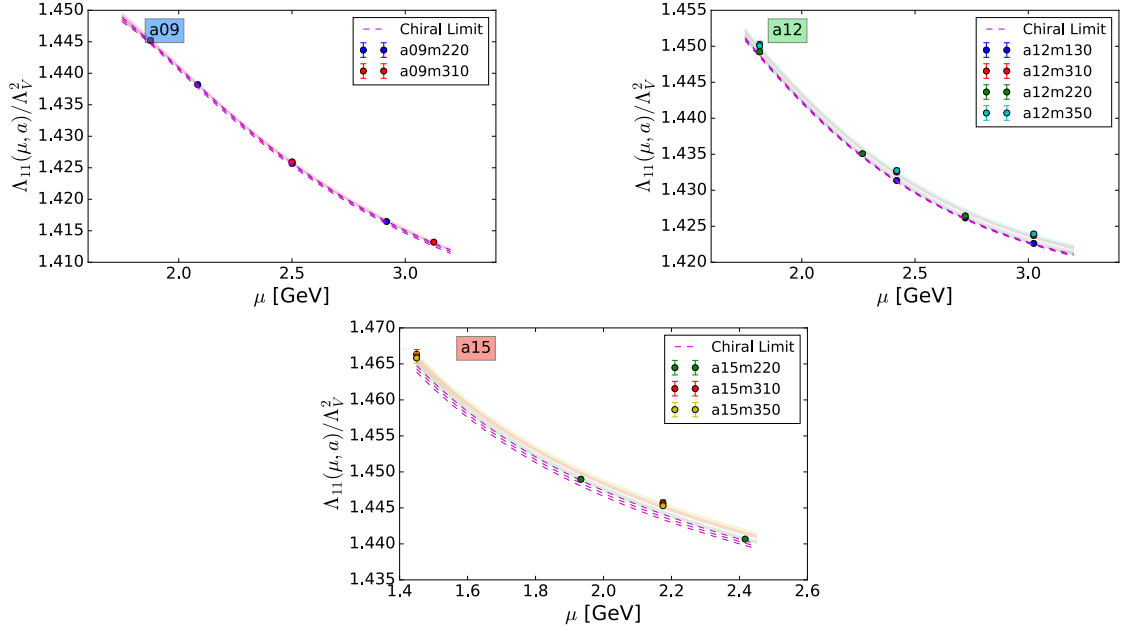 a09
Chiral Limit
a09m220
a09m310
1.450
1.445
1.440
1.435
1.430
1.425
1.420
1.415
1.410
Λ₁₁(μ, a)/Λ²_V
2.0
2.5
3.0
μ [GeV]
a12
Chiral Limit
a12m130
a12m310
a12m220
a12m350
1.455
1.450
1.445
1.440
1.435
1.430
1.425
1.420
Λ₁₁(μ, a)/Λ²_V
2.0
2.5
3.0
μ [GeV]
a15
Chiral Limit
a15m220
a15m310
a15m350
1.470
1.465
1.460
1.455
1.450
1.445
1.440
1.435
Λ₁₁(μ, a)/Λ²_V
1.4
1.6
1.8
2.0
2.2
2.4
2.6
μ [GeV]